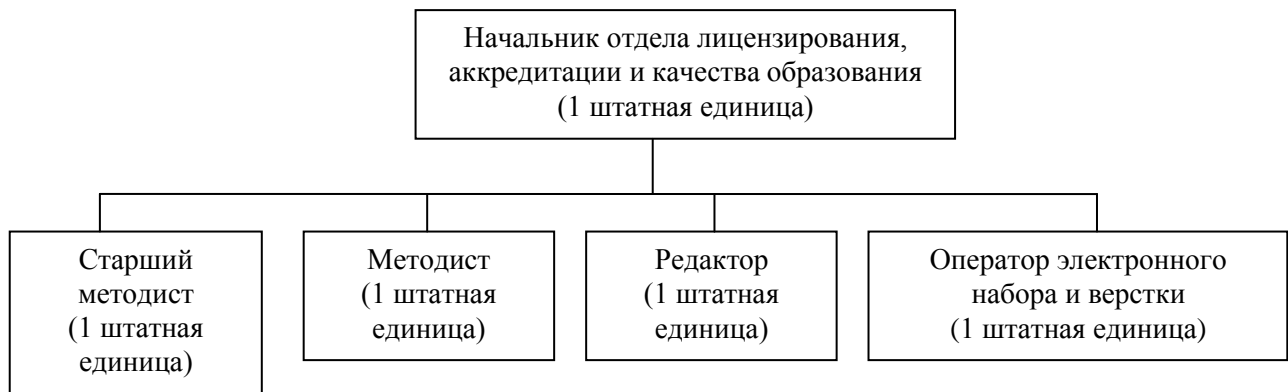 Начальник отдела лицензирования,
аккредитации и качества образования
(1 штатная единица)
Старший
методист
(1 штатная
единица)
Методист
(1 штатная
единица)
Редактор
(1 штатная
единица)
Оператор электронного
набора и верстки
(1 штатная единица)